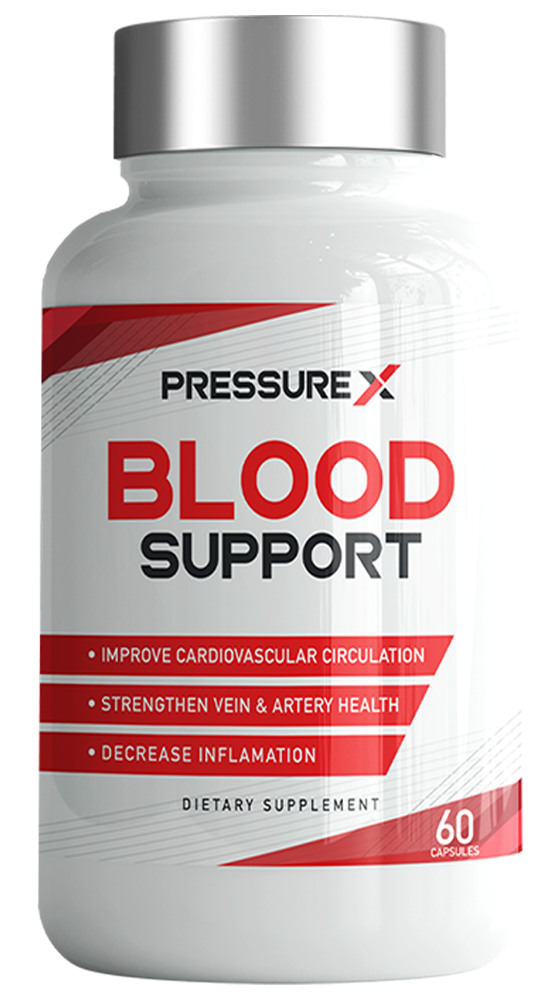 PRESSURE X
BLOOD
SUPPORT
• IMPROVE CARDIOVASCULAR CIRCULATION
• STRENGTHEN VEIN & ARTERY HEALTH
• DECREASE INFLAMATION
DIETARY SUPPLEMENT
60
CAPSULES